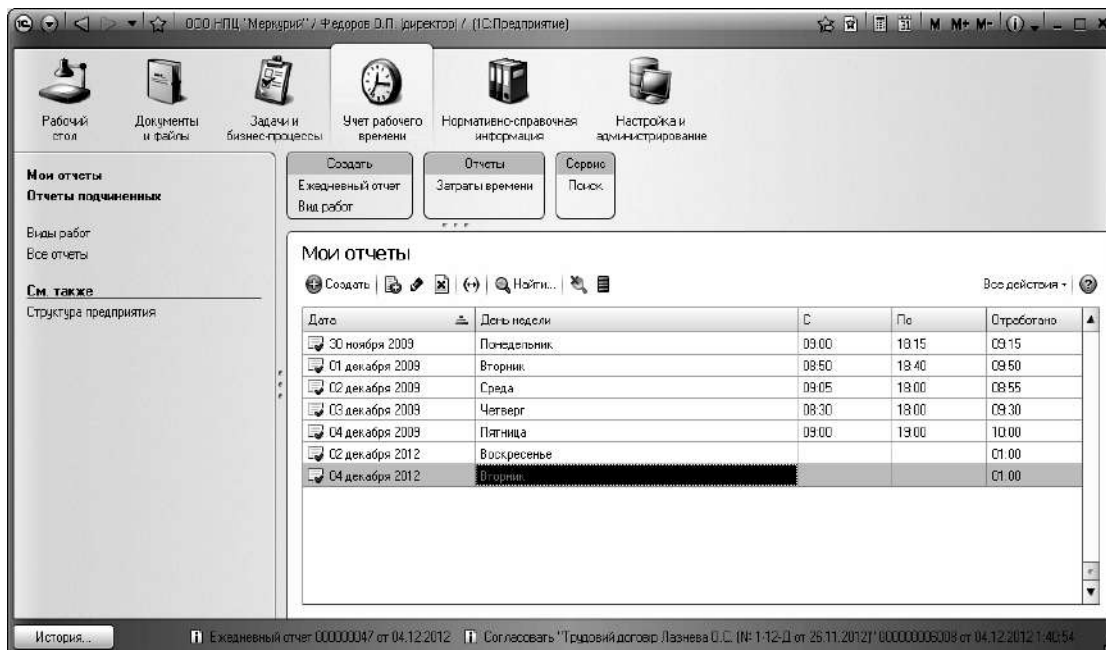 ООО НПЦ "Меркурий" / Федоров О.П. (директор) / (1С:Предприятие)
M M+ M-
Рабочий стол
Документы и файлы
Задачи и бизнес-процессы
Учет рабочего времени
Нормативно-справочная информация
Настройка и администрирование
Мои отчеты
Отчеты подчиненных
Виды работ
Все отчеты
См. также
Структура предприятия
Создать
Ежедневный отчет
Вид работ
Отчеты
Затраты времени
Сервис
Поиск
Мои отчеты
Создать Найти... Все действия
Дата День недели С По Отработано
30 ноября 2009 Понедельник 09:00 18:15 09:15
01 декабря 2009 Вторник 08:50 18:40 09:50
02 декабря 2009 Среда 09:05 18:00 08:55
03 декабря 2009 Четверг 08:30 18:00 09:30
04 декабря 2009 Пятница 09:00 19:00 10:00
02 декабря 2012 Воскресенье 01:00
04 декабря 2012 Вторник 01:00
История... Ежедневный отчет 000000047 от 04.12.2012 Согласовать "Трудовий договор Лазнева О.С. (№ 1-12-Д от 26.11.2012)" 000000006008 от 04.12.2012 1:40:54